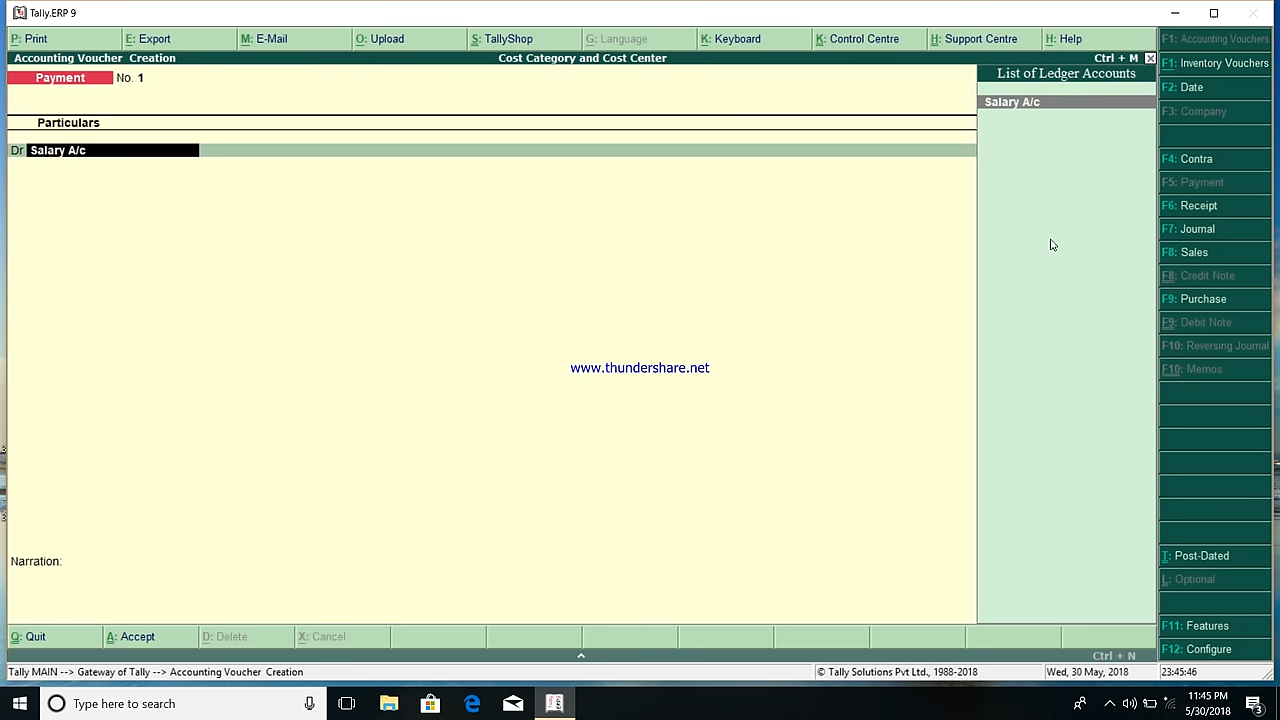 Tally.ERP 9
P: Print E: Export M: E-Mail O: Upload S: TallyShop G: Language K: Keyboard K: Control Centre H: Support Centre H: Help
Accounting Voucher Creation Cost Category and Cost Center Ctrl + M
Payment No. 1
Particulars
Dr Salary A/c
List of Ledger Accounts
Salary A/c
F1: Accounting Vouchers
F1: Inventory Vouchers
F2: Date
F3: Company
F4: Contra
F5: Payment
F6: Receipt
F7: Journal
F8: Sales
F8: Credit Note
F9: Purchase
F9: Debit Note
F10: Reversing Journal
F10: Memos
T: Post-Dated
L: Optional
F11: Features
F12: Configure
www.thundershare.net
Narration:
Q: Quit A: Accept D: Delete X: Cancel
Ctrl + N
Tally MAIN --> Gateway of Tally --> Accounting Voucher Creation © Tally Solutions Pvt Ltd., 1988-2018 Wed, 30 May, 2018 23:45:46
Type here to search
11:45 PM
5/30/2018
3